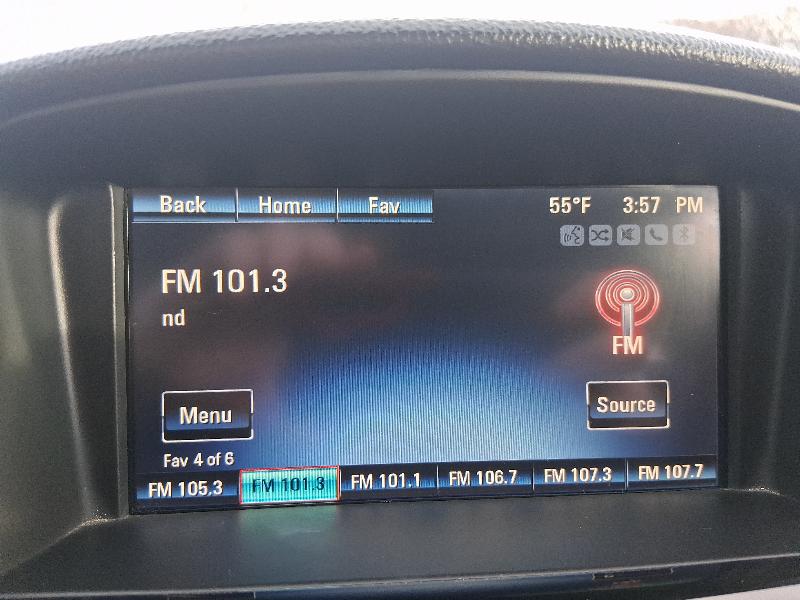 Back Home Fav 55°F 3:57 PM
FM 101.3
nd
FM
Menu Source
Fav 4 of 6
FM 105.3 FM 101.3 FM 101.1 FM 106.7 FM 107.3 FM 107.7